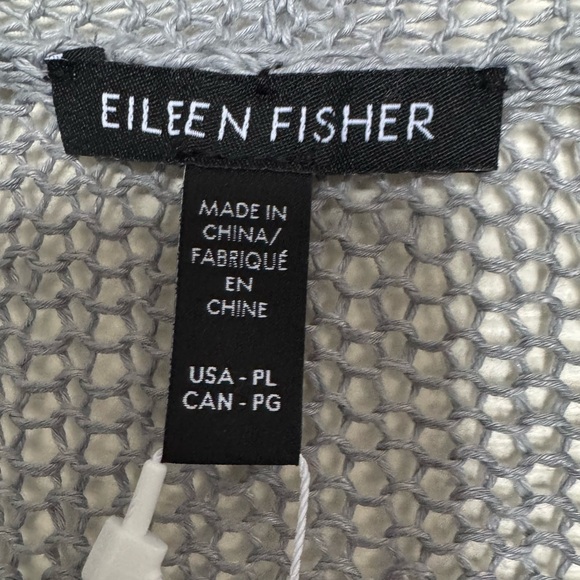 EILEEN FISHER
MADE IN
CHINA/
FABRIQUÉ
EN
CHINE
USA - PL
CAN - PG